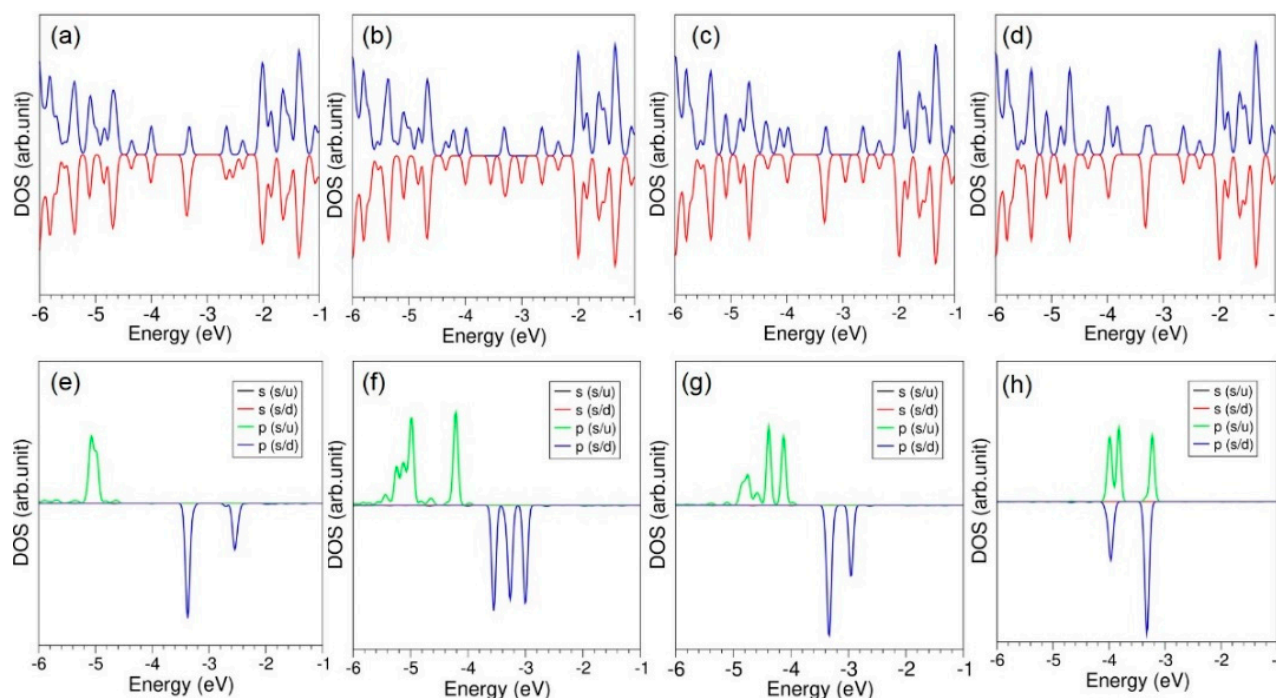 (a) (b) (c) (d)
DOS (arb.unit) DOS (arb.unit) DOS (arb.unit) DOS (arb.unit)
-6 -5 -4 -3 -2 -1 -6 -5 -4 -3 -2 -1 -6 -5 -4 -3 -2 -1 -6 -5 -4 -3 -2 -1
Energy (eV) Energy (eV) Energy (eV) Energy (eV)
(e) (f) (g) (h)
s (s/u) s (s/u) s (s/u) s (s/u)
s (s/d) s (s/d) s (s/d) s (s/d)
p (s/u) p (s/u) p (s/u) p (s/u)
p (s/d) p (s/d) p (s/d) p (s/d)
DOS (arb.unit) DOS (arb.unit) DOS (arb.unit) DOS (arb.unit)
-6 -5 -4 -3 -2 -1 -6 -5 -4 -3 -2 -1 -6 -5 -4 -3 -2 -1 -6 -5 -4 -3 -2 -1
Energy (eV) Energy (eV) Energy (eV) Energy (eV)